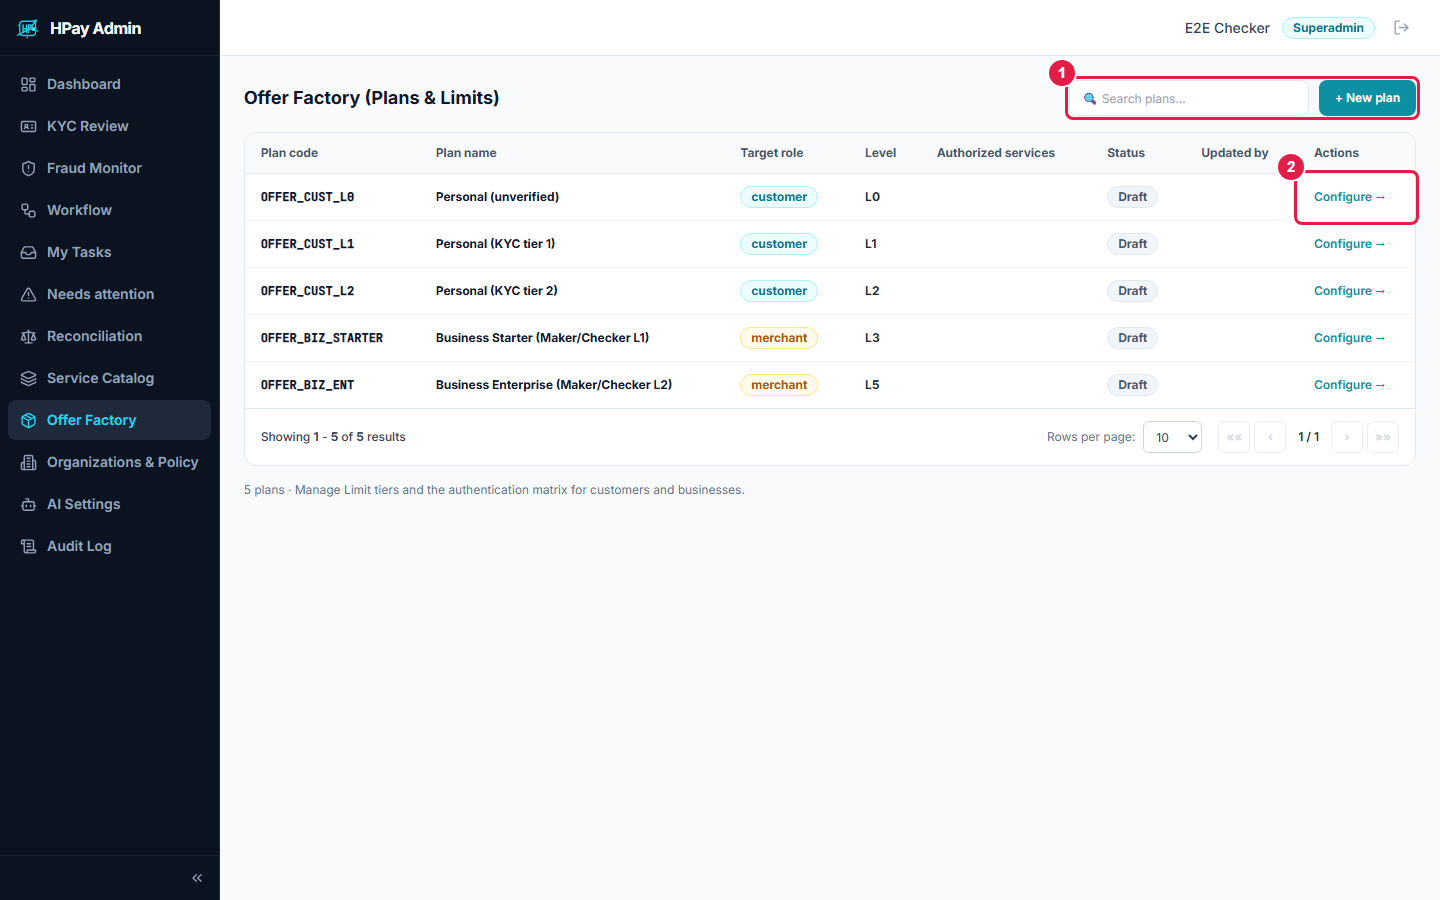 HPay Admin
E2E Checker Superadmin
Dashboard
KYC Review
Fraud Monitor
Workflow
My Tasks
Needs attention
Reconciliation
Service Catalog
Offer Factory
Organizations & Policy
AI Settings
Audit Log
Offer Factory (Plans & Limits)
1
Search plans...
+ New plan
Plan code Plan name Target role Level Authorized services Status Updated by Actions
2
OFFER_CUST_L0 Personal (unverified) customer L0 Draft Configure →
OFFER_CUST_L1 Personal (KYC tier 1) customer L1 Draft Configure →
OFFER_CUST_L2 Personal (KYC tier 2) customer L2 Draft Configure →
OFFER_BIZ_STARTER Business Starter (Maker/Checker L1) merchant L3 Draft Configure →
OFFER_BIZ_ENT Business Enterprise (Maker/Checker L2) merchant L5 Draft Configure →
Showing 1 - 5 of 5 results Rows per page: 10 «« ‹ 1 / 1 › »»
5 plans · Manage Limit tiers and the authentication matrix for customers and businesses.